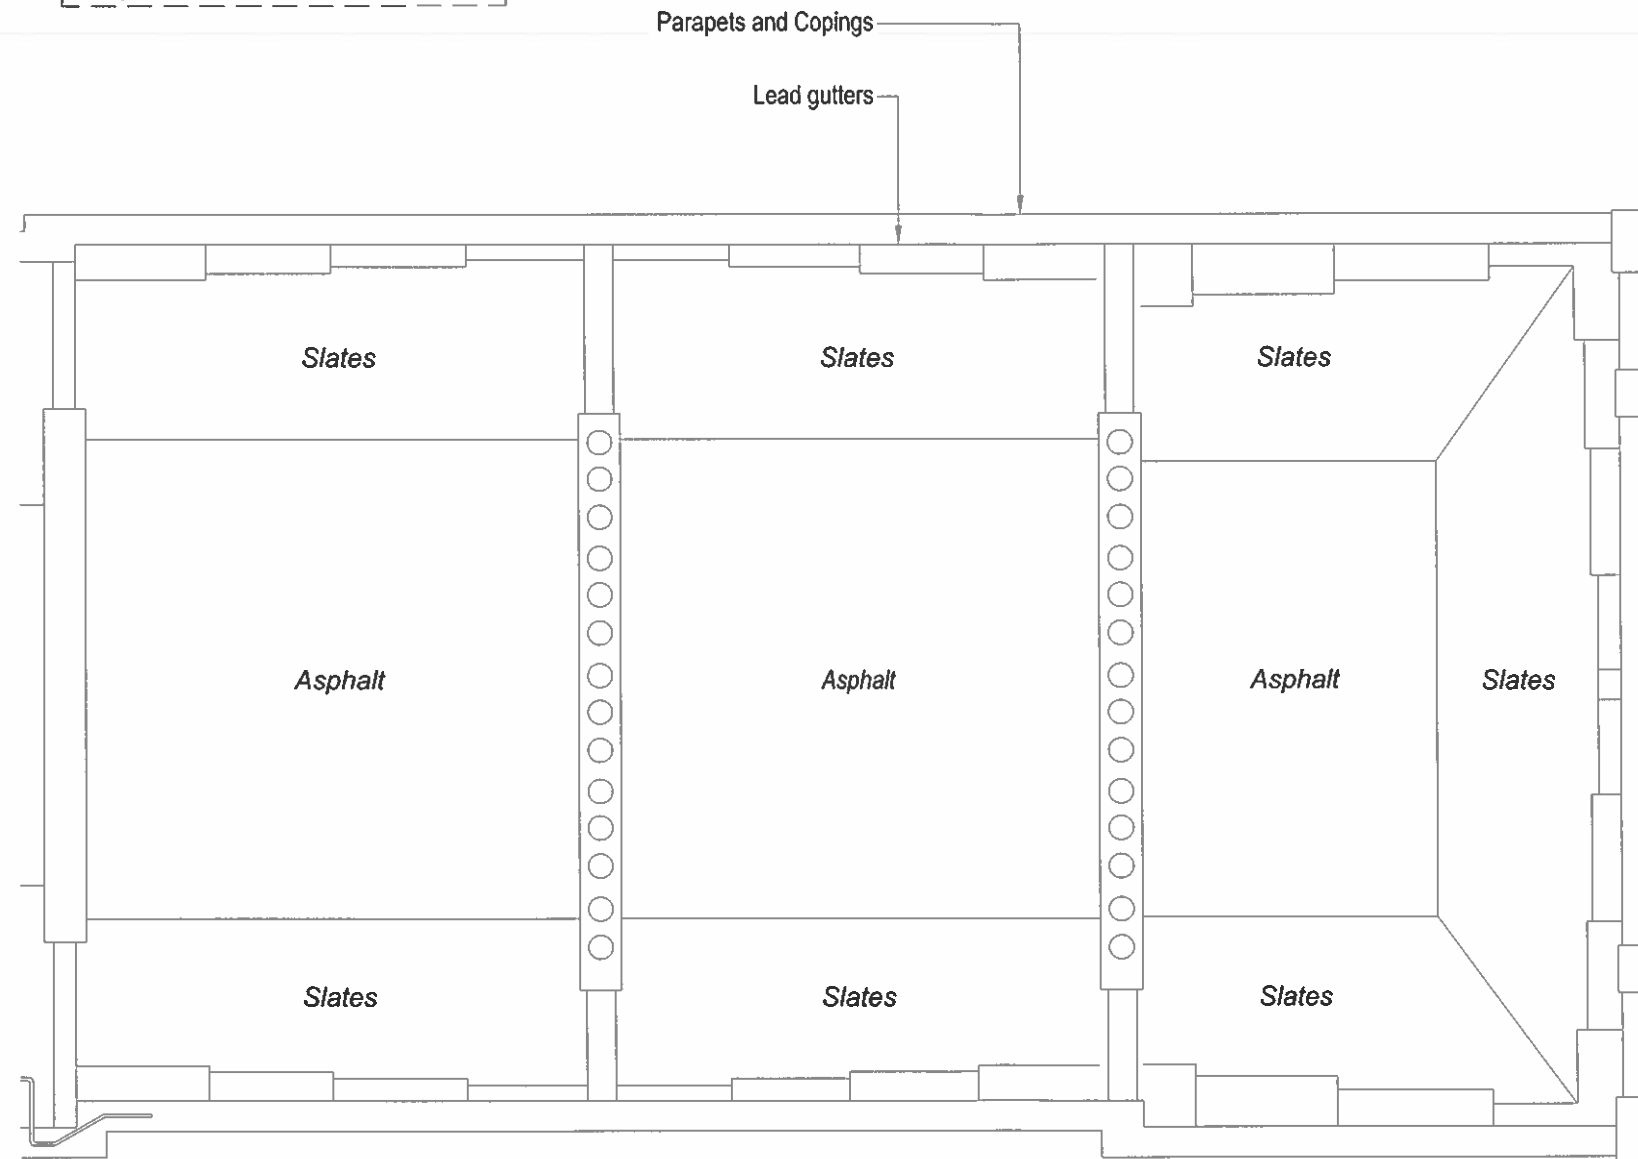 Parapets and Copings
Lead gutters
Slates
Slates
Slates
Asphalt
Asphalt
Asphalt
Slates
Slates
Slates
Slates